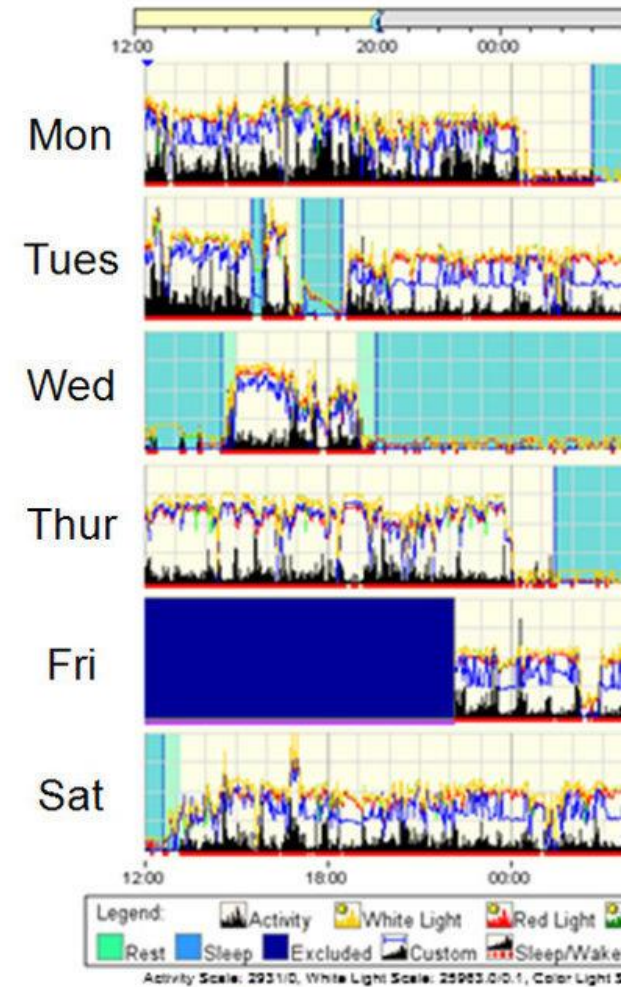 12:00 20:00 00:00
Mon
Tues
Wed
Thur
Fri
Sat
12:00 18:00 00:00
Legend: Activity White Light Red Light
Rest Sleep Excluded Custom Sleep/Wake
Activity Scale: 2931/0, White Light Scale: 25963.0/0.1, Color Light S